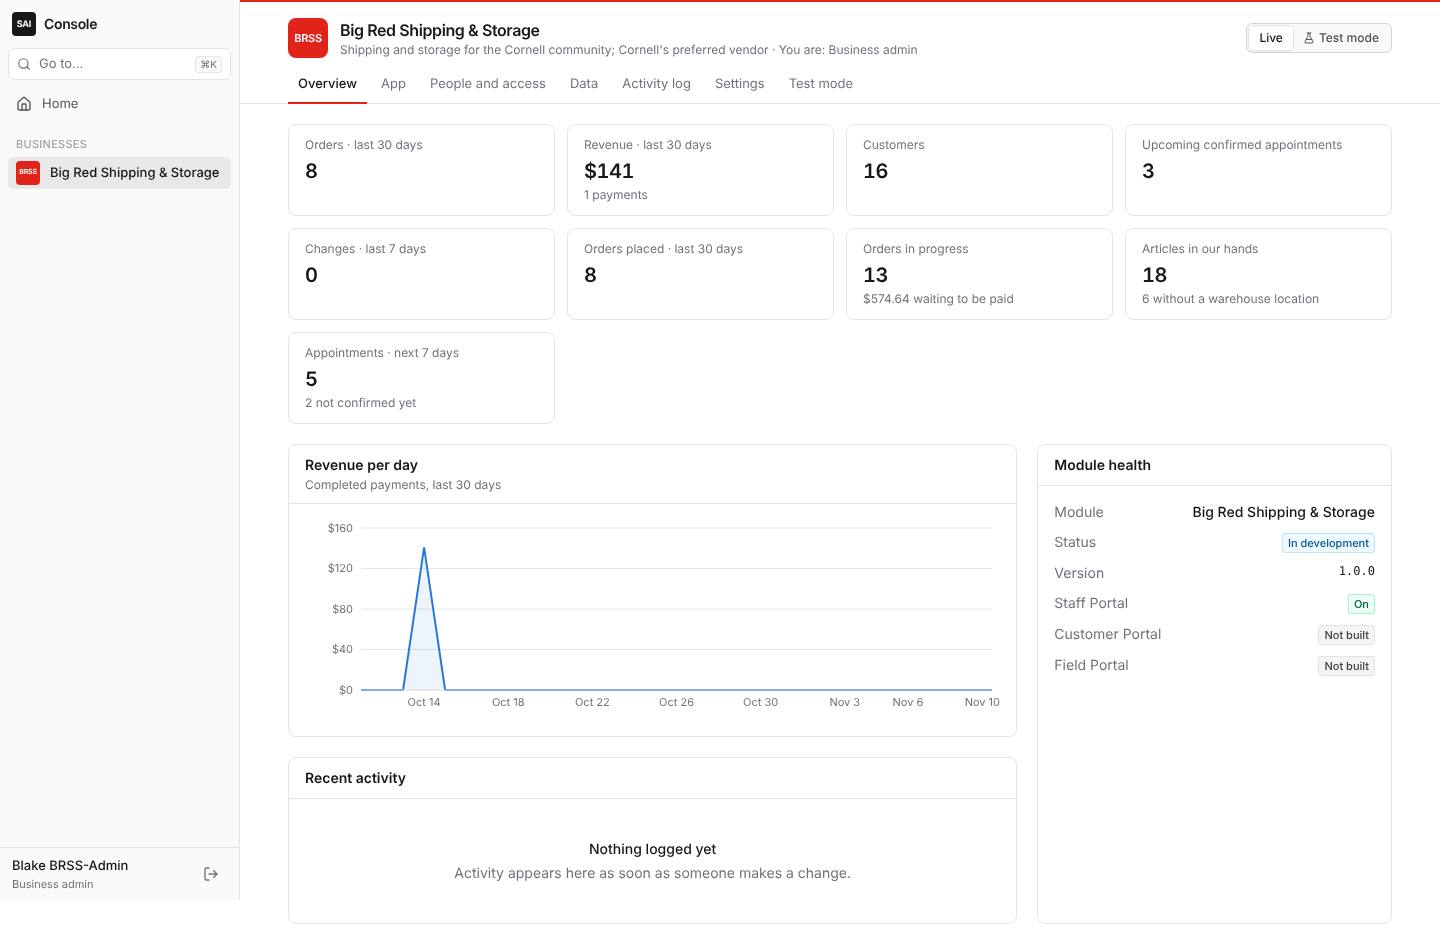 SAI Console
Go to... ⌘K
Home
BUSINESSES
BRSS Big Red Shipping & Storage
Blake BRSS-Admin
Business admin
BRSS
Big Red Shipping & Storage
Shipping and storage for the Cornell community; Cornell's preferred vendor · You are: Business admin
Live Test mode
Overview App People and access Data Activity log Settings Test mode
Orders · last 30 days
8
Revenue · last 30 days
$141
1 payments
Customers
16
Upcoming confirmed appointments
3
Changes · last 7 days
0
Orders placed · last 30 days
8
Orders in progress
13
$574.64 waiting to be paid
Articles in our hands
18
6 without a warehouse location
Appointments · next 7 days
5
2 not confirmed yet
Revenue per day
Completed payments, last 30 days
$160
$120
$80
$40
$0
Oct 14 Oct 18 Oct 22 Oct 26 Oct 30 Nov 3 Nov 6 Nov 10
Module health
Module Big Red Shipping & Storage
Status In development
Version 1.0.0
Staff Portal On
Customer Portal Not built
Field Portal Not built
Recent activity
Nothing logged yet
Activity appears here as soon as someone makes a change.